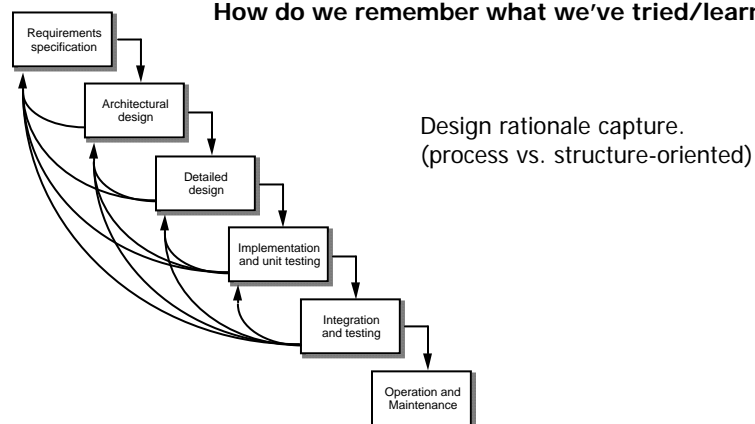 How do we remember what we've tried/learn
Requirements
specification
Architectural
design
Design rationale capture.
(process vs. structure-oriented)
Detailed
design
Implementation
and unit testing
Integration
and testing
Operation and
Maintenance